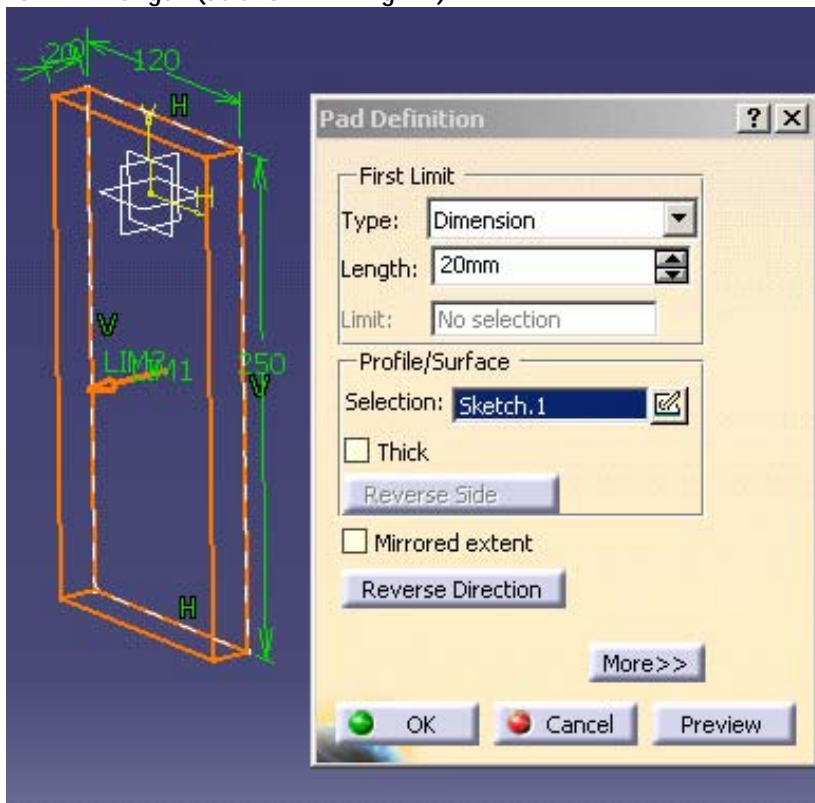 200
120
H
V
H
V
LIM2
LIM1
250
V
H
Pad Definition
? X
First Limit
Type: Dimension
Length: 20mm
Limit: No selection
Profile/Surface
Selection: Sketch.1
Thick
Reverse Side
Mirrored extent
Reverse Direction
More>>
OK Cancel Preview